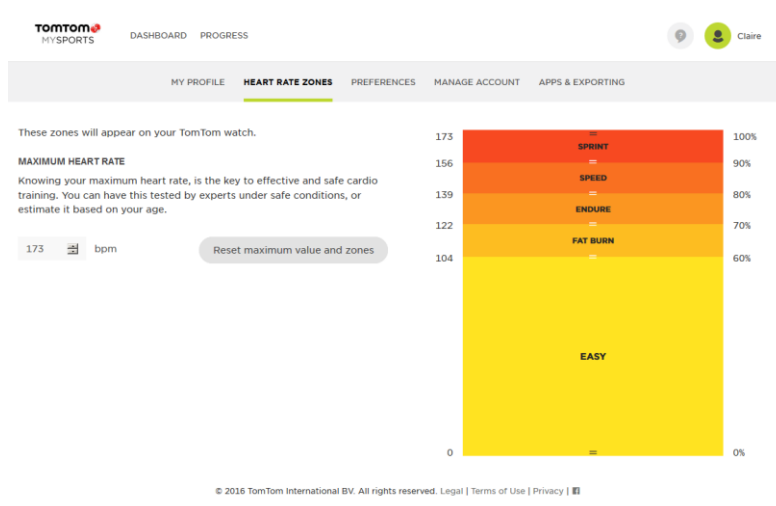 TOMTOM
MYSPORTS
DASHBOARD PROGRESS
?
Claire
MY PROFILE HEART RATE ZONES PREFERENCES MANAGE ACCOUNT APPS & EXPORTING
These zones will appear on your TomTom watch.
MAXIMUM HEART RATE
Knowing your maximum heart rate, is the key to effective and safe cardio
training. You can have this tested by experts under safe conditions, or
estimate it based on your age.
173 bpm
Reset maximum value and zones
173 100%
SPRINT
156 90%
SPEED
139 80%
ENDURE
122 70%
FAT BURN
104 60%
EASY
0 0%
© 2016 TomTom International BV. All rights reserved. Legal | Terms of Use | Privacy |